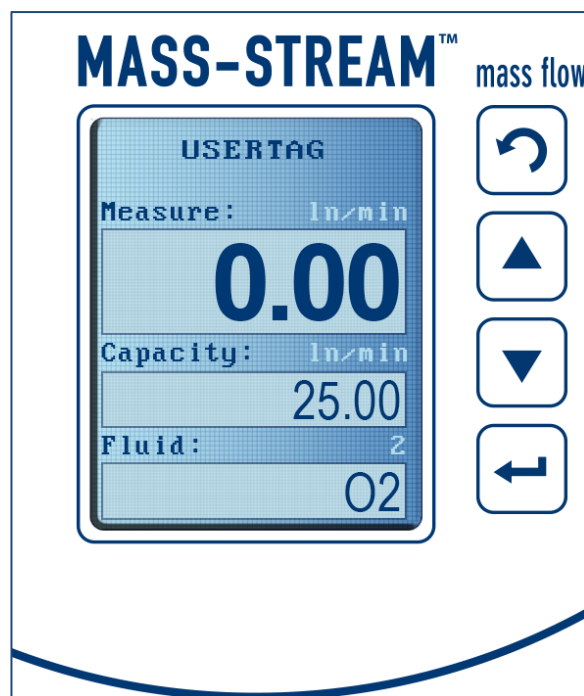 MASS-STREAM™
mass flow
USERTAG
Measure: ln/min
0.00
Capacity: ln/min
25.00
Fluid: 2
O2